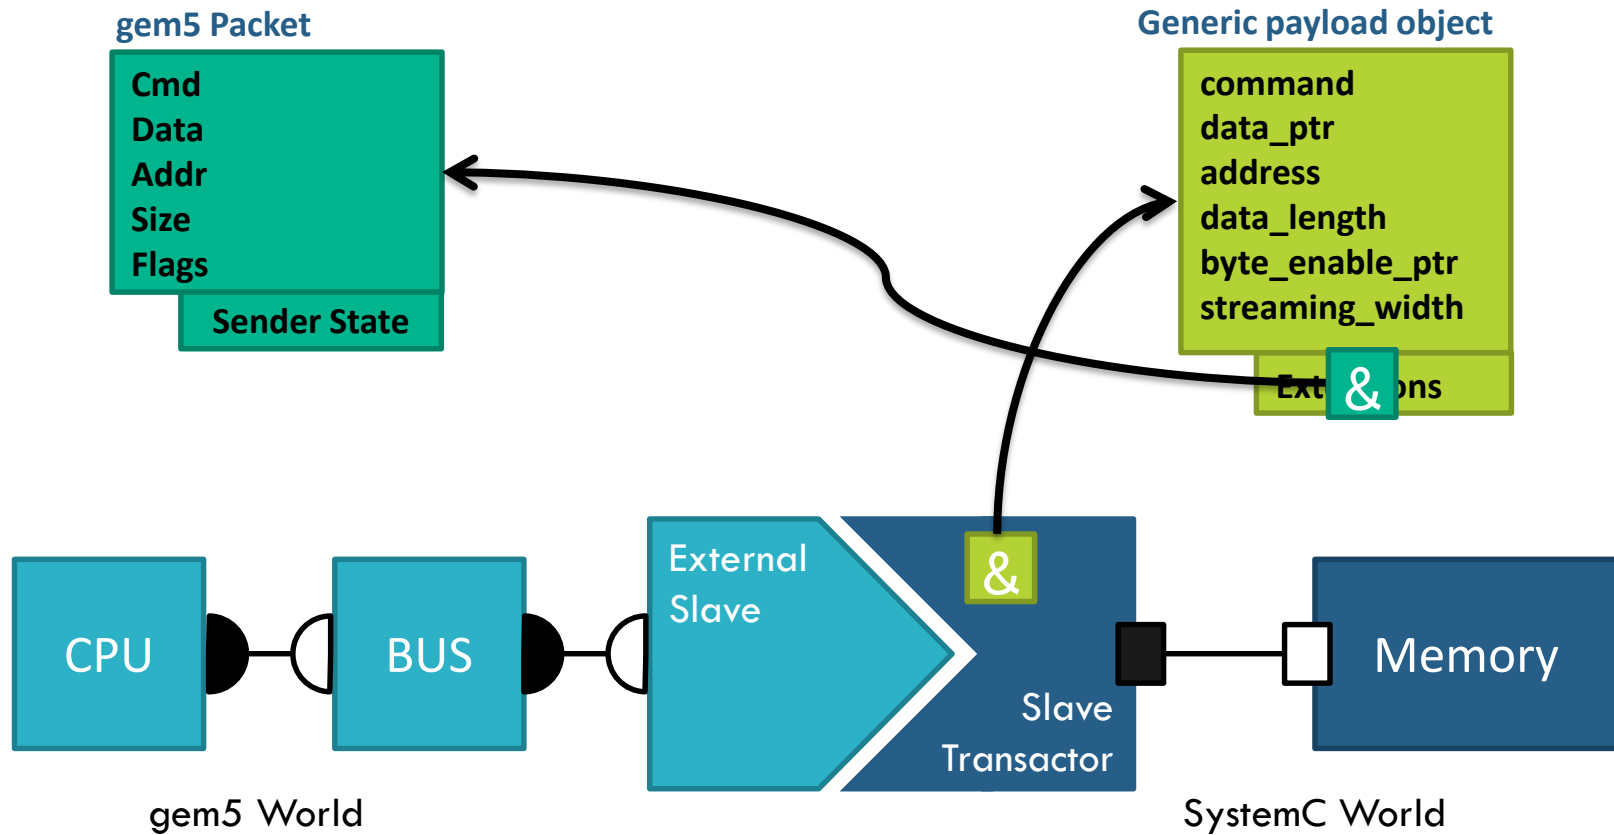 gem5 Packet
Cmd
Data
Addr
Size
Flags
Sender State
Generic payload object
command
data_ptr
address
data_length
byte_enable_ptr
streaming_width
&
&
CPU
BUS
External
Slave
Slave
Transactor
Memory
gem5 World
SystemC World